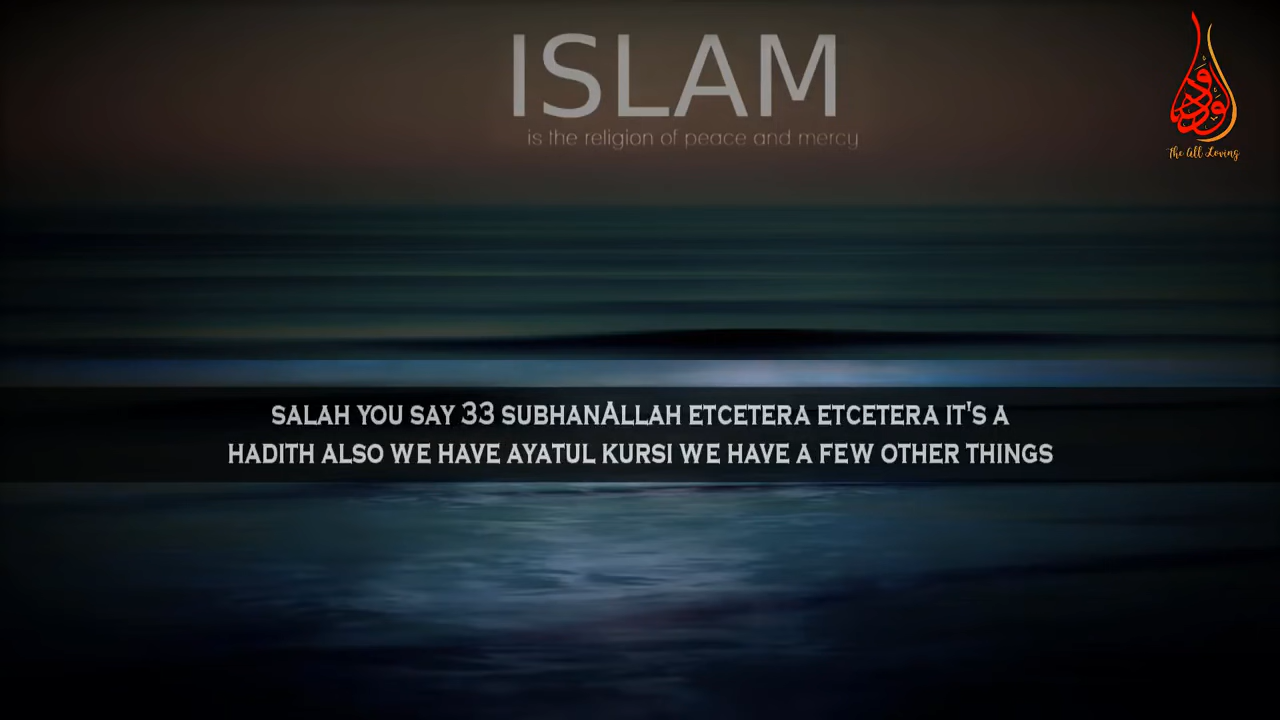 ISLAM
is the religion of peace and mercy
الودود
The All Loving
SALAH YOU SAY 33 SUBHANALLAH ETCETERA ETCETERA IT'S A
HADITH ALSO WE HAVE AYATUL KURSI WE HAVE A FEW OTHER THINGS